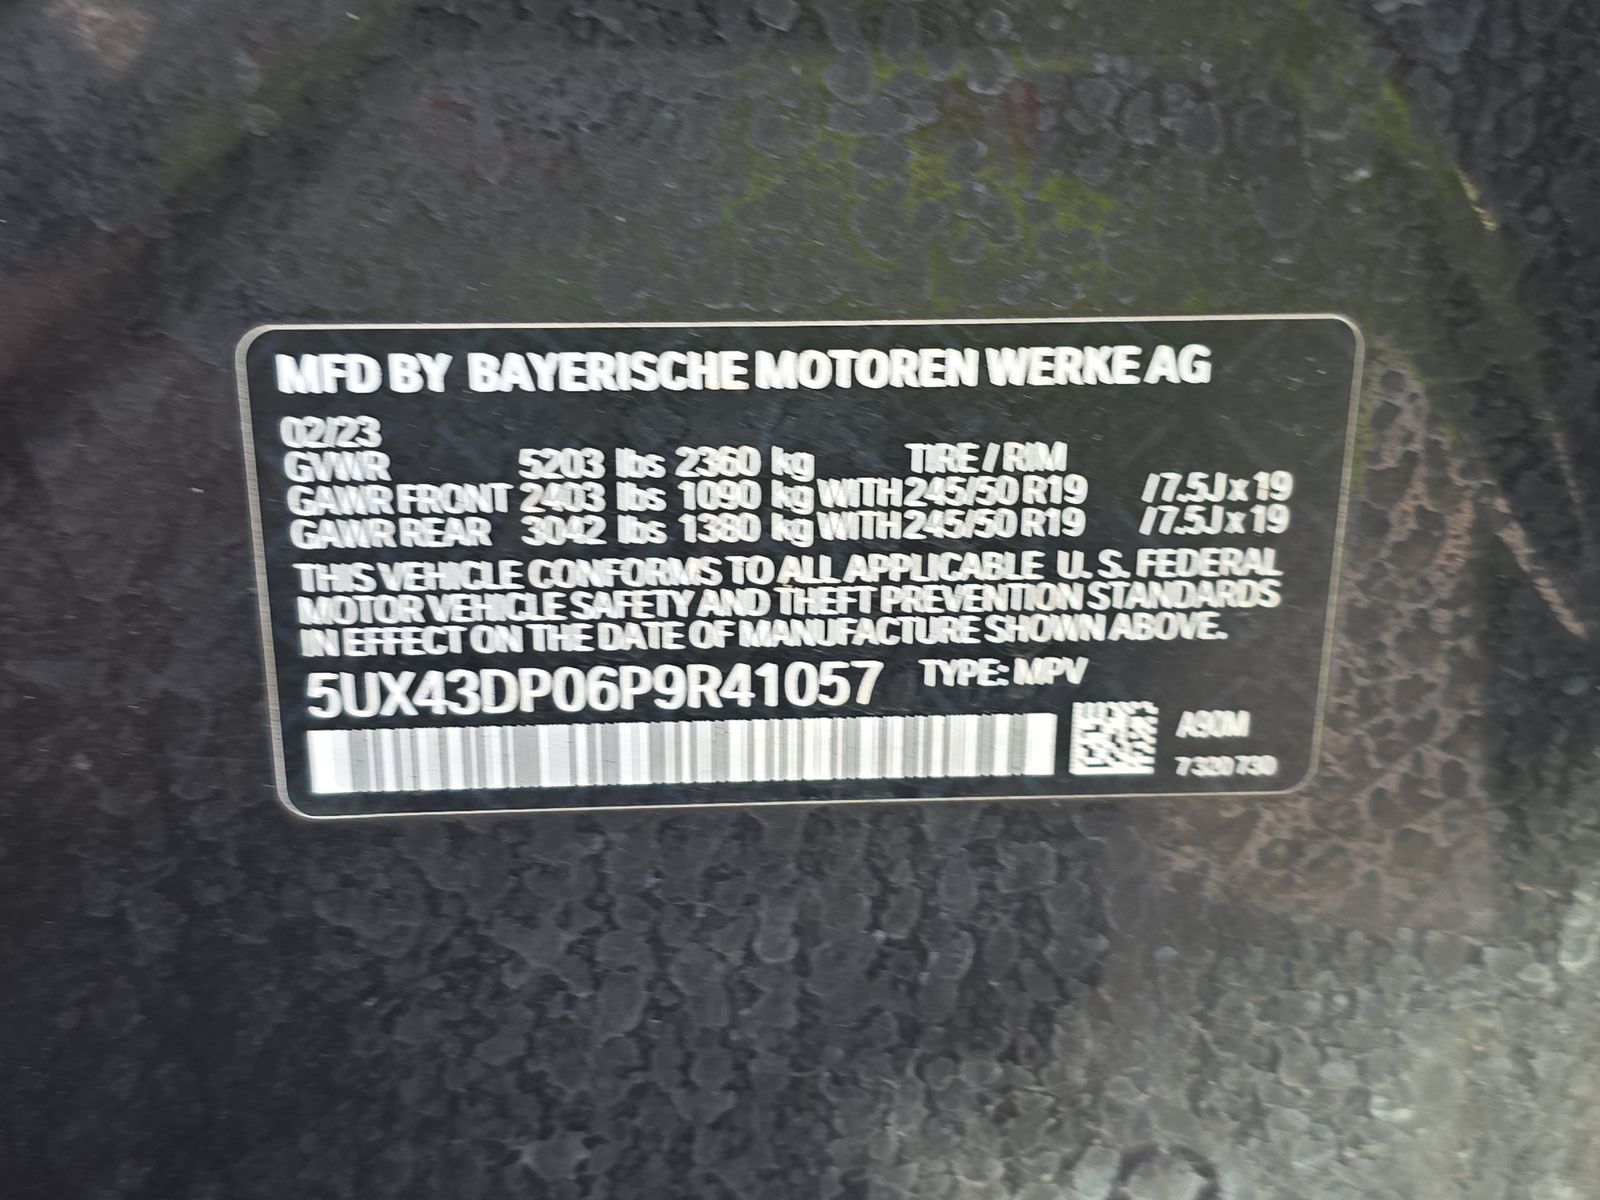 MFD BY BAYERISCHE MOTOREN WERKE AG
02/23
GVWR 5203 lbs 2360 kg TIRE / RIM
GAWR FRONT 2403 lbs 1090 kg WITH 245/50 R19 / 7.5J x 19
GAWR REAR 3042 lbs 1380 kg WITH 245/50 R19 / 7.5J x 19
THIS VEHICLE CONFORMS TO ALL APPLICABLE U. S. FEDERAL
MOTOR VEHICLE SAFETY AND THEFT PREVENTION STANDARDS
IN EFFECT ON THE DATE OF MANUFACTURE SHOWN ABOVE.
5UX43DP06P9R41057 TYPE: MPV
A90M
7 320 730